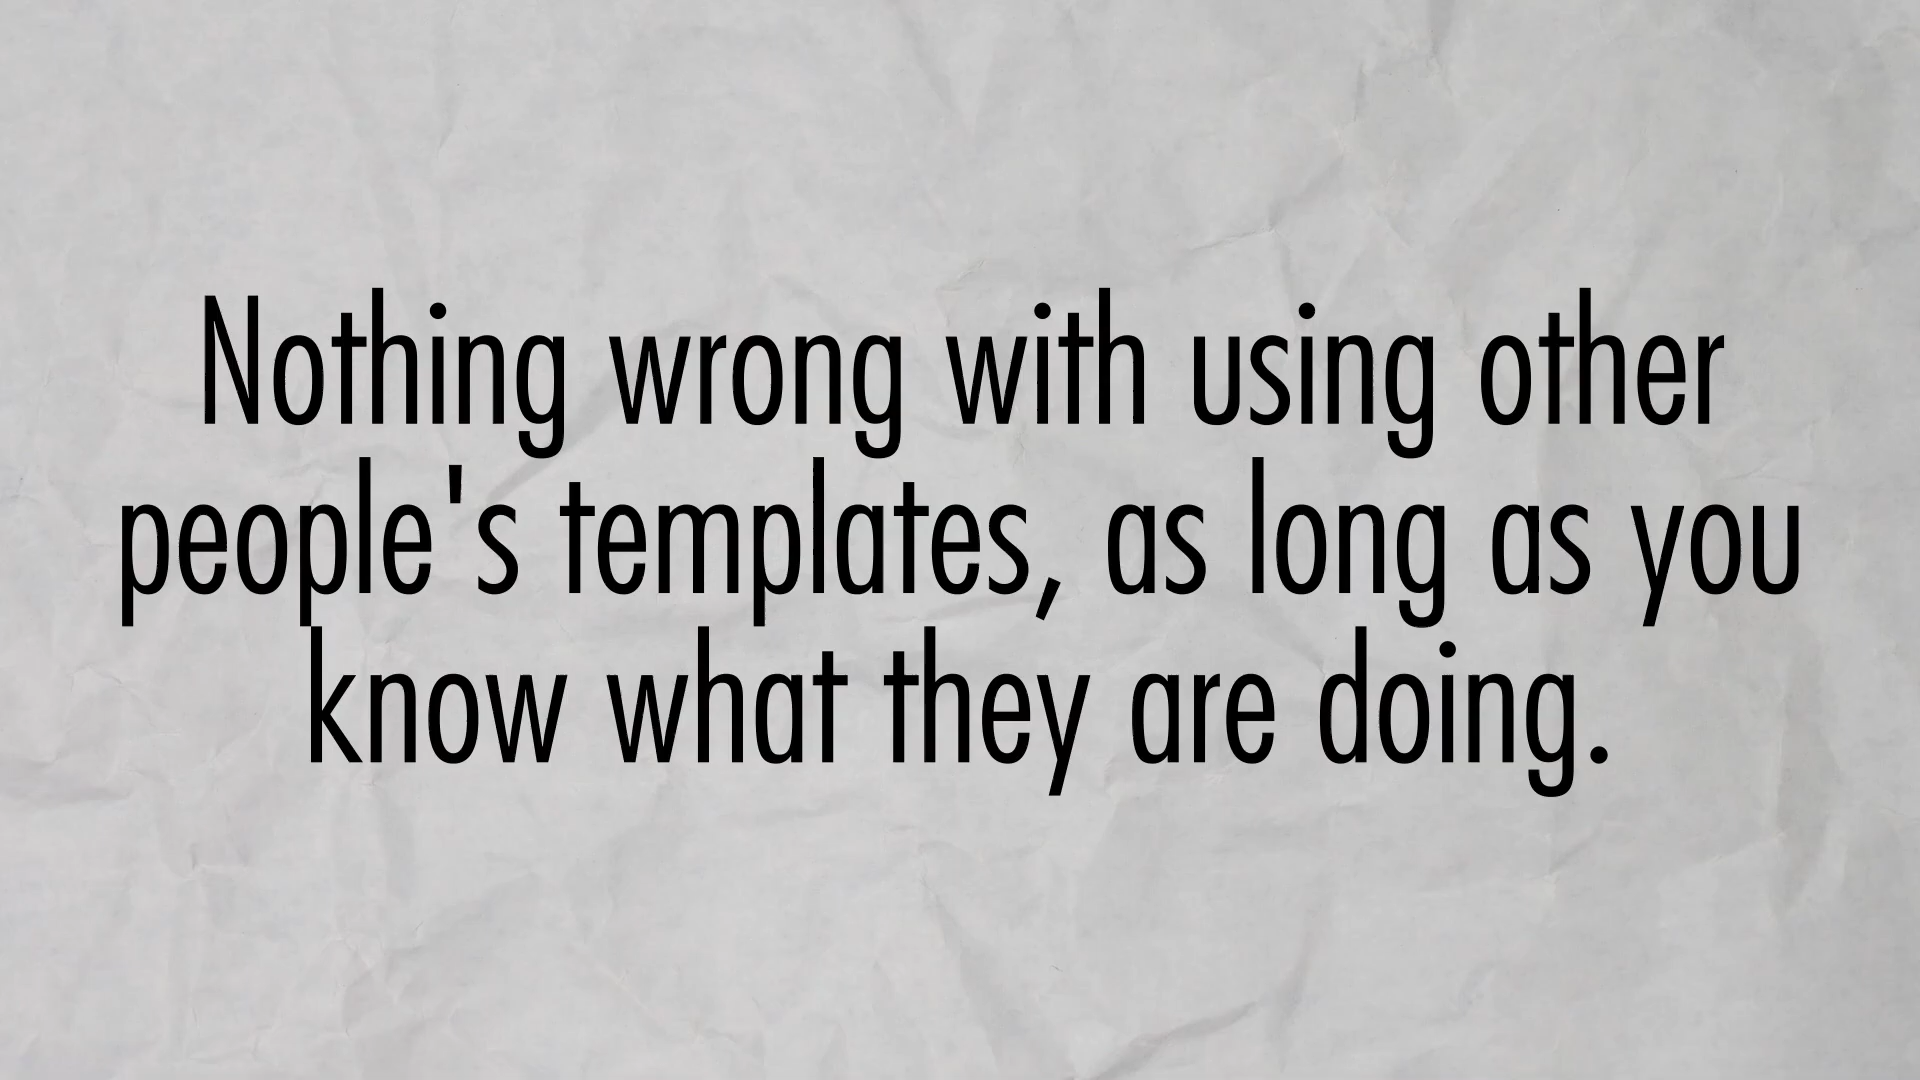 Nothing wrong with using other
people's templates, as long as you
know what they are doing.